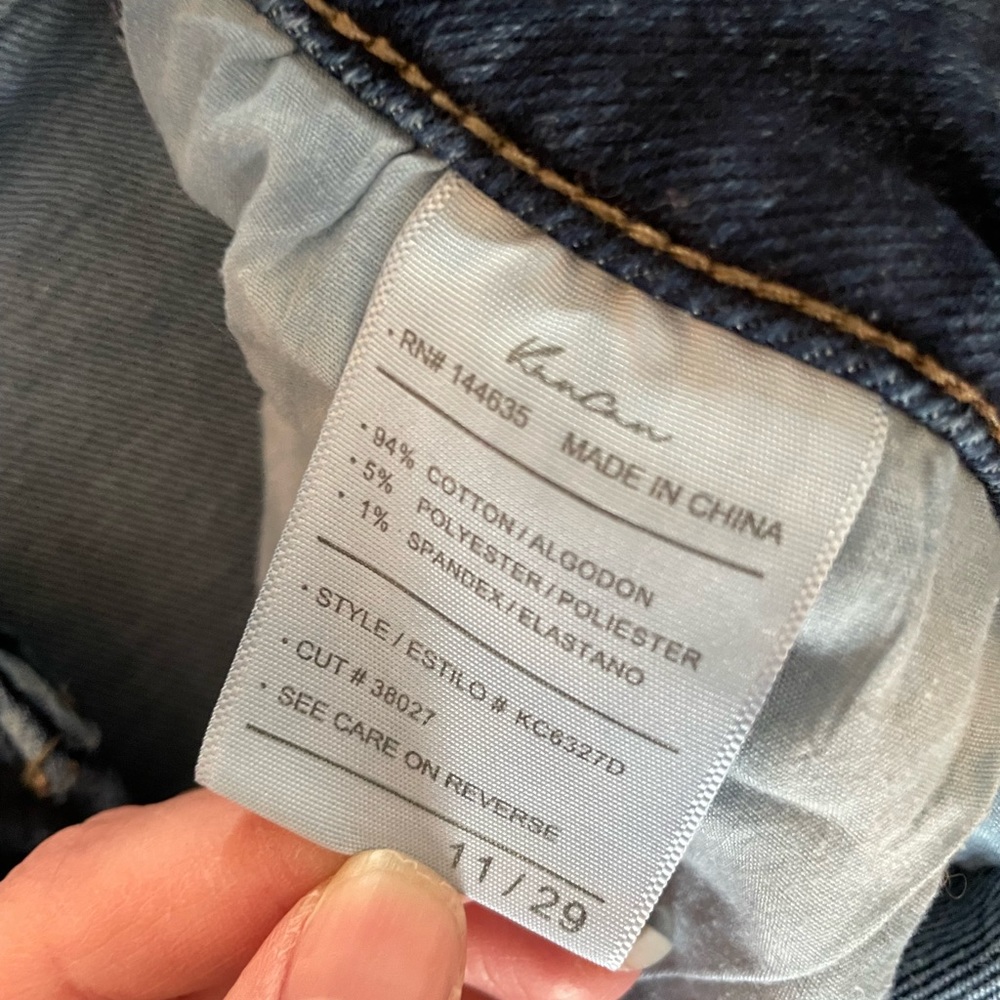 KanCan
• RN# 144635 MADE IN CHINA
• 94% COTTON / ALGODON
• 5% POLYESTER / POLIESTER
• 1% SPANDEX / ELASTANO
• STYLE / ESTILO # KC6327D
• CUT # 38027
• SEE CARE ON REVERSE
11 / 29